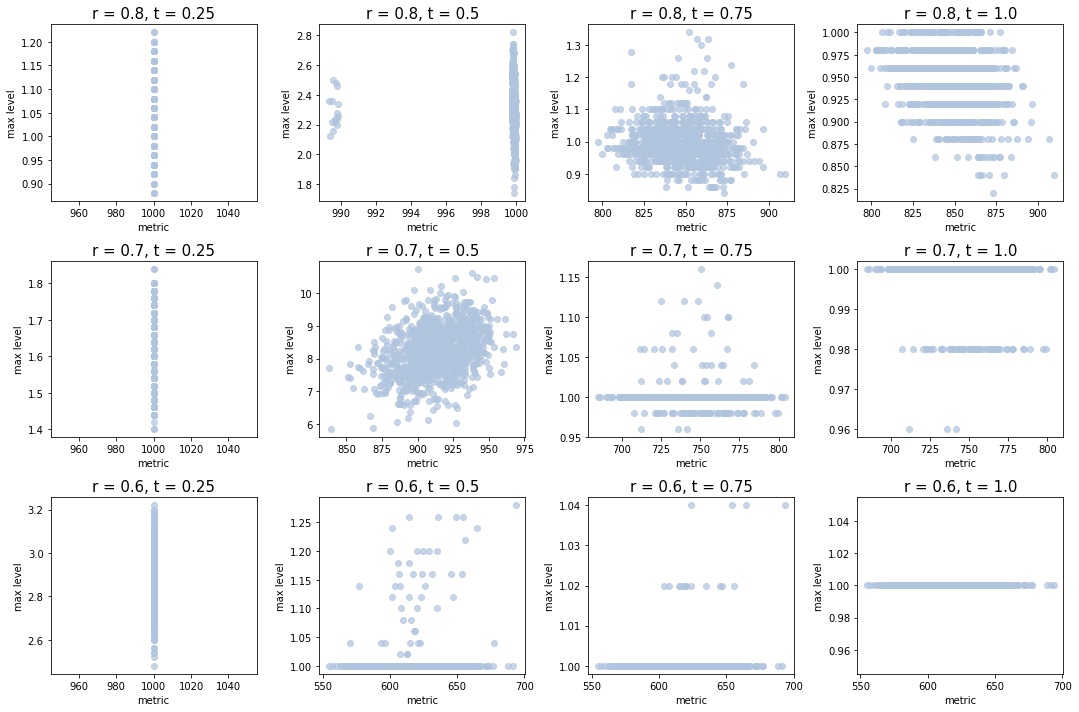 r = 0.8, t = 0.25
max level
1.20
1.15
1.10
1.05
1.00
0.95
0.90
960 980 1000 1020 1040
metric
r = 0.8, t = 0.5
max level
2.8
2.6
2.4
2.2
2.0
1.8
990 992 994 996 998 1000
metric
r = 0.8, t = 0.75
max level
1.3
1.2
1.1
1.0
0.9
800 825 850 875 900
metric
r = 0.8, t = 1.0
max level
1.000
0.975
0.950
0.925
0.900
0.875
0.850
0.825
800 825 850 875 900
metric
r = 0.7, t = 0.25
max level
1.8
1.7
1.6
1.5
1.4
960 980 1000 1020 1040
metric
r = 0.7, t = 0.5
max level
10
9
8
7
6
850 875 900 925 950 975
metric
r = 0.7, t = 0.75
max level
1.15
1.10
1.05
1.00
0.95
700 725 750 775 800
metric
r = 0.7, t = 1.0
max level
1.00
0.99
0.98
0.97
0.96
700 725 750 775 800
metric
r = 0.6, t = 0.25
max level
3.2
3.0
2.8
2.6
960 980 1000 1020 1040
metric
r = 0.6, t = 0.5
max level
1.25
1.20
1.15
1.10
1.05
1.00
550 600 650 700
metric
r = 0.6, t = 0.75
max level
1.04
1.03
1.02
1.01
1.00
550 600 650 700
metric
r = 0.6, t = 1.0
max level
1.04
1.02
1.00
0.98
0.96
550 600 650 700
metric